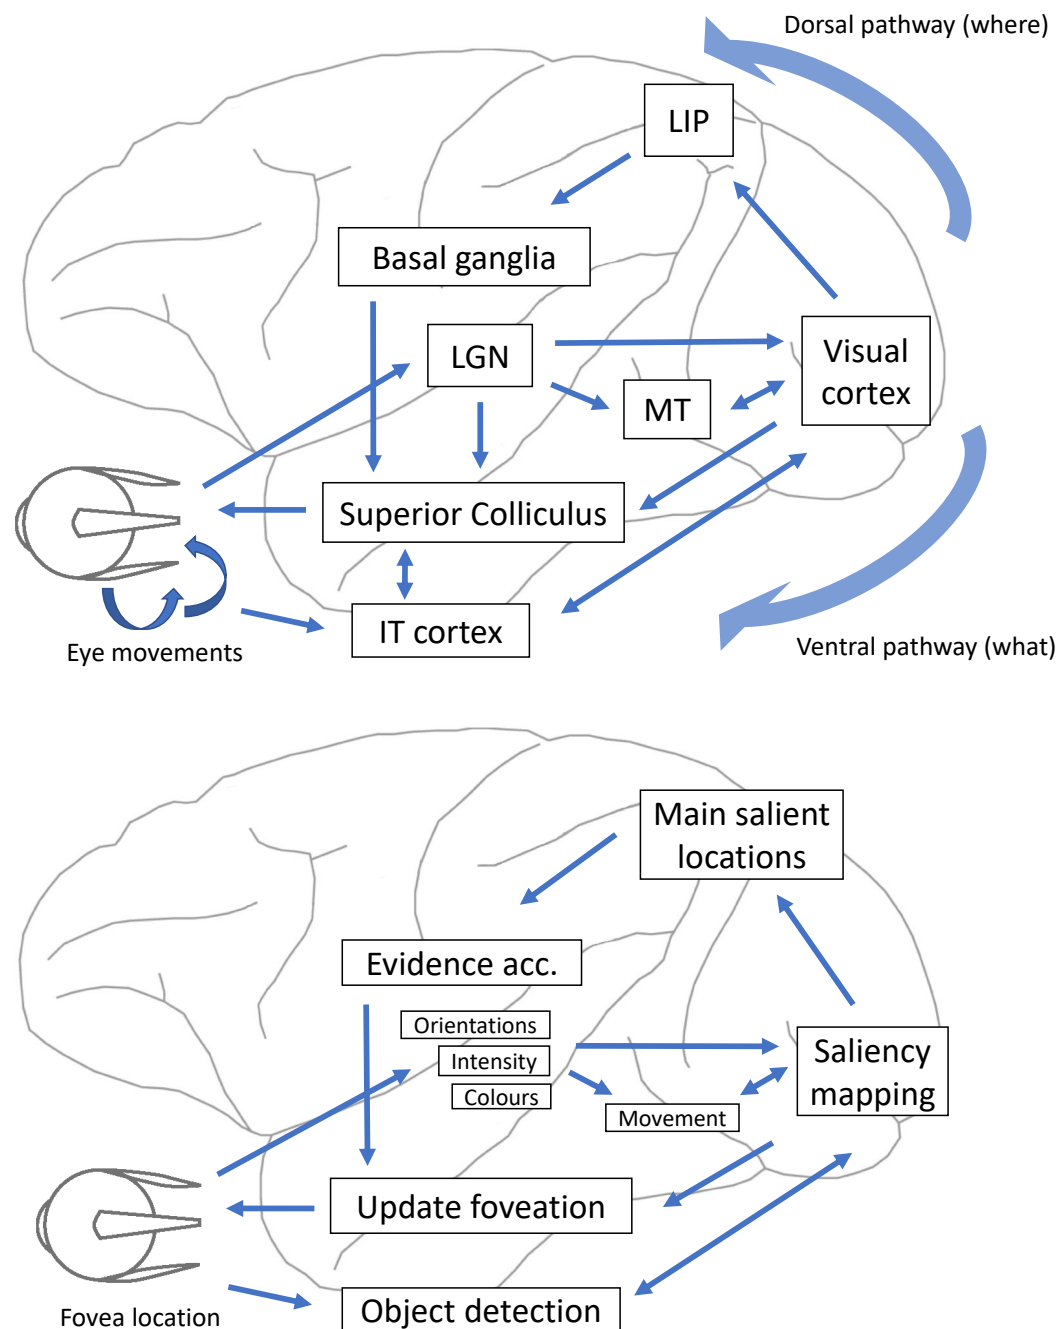 Dorsal pathway (where)
LIP
Basal ganglia
LGN
Visual
cortex
MT
Superior Colliculus
IT cortex
Eye movements
Ventral pathway (what)
Main salient
locations
Evidence acc.
Orientations
Intensity
Colours
Saliency
mapping
Movement
Update foveation
Object detection
Fovea location